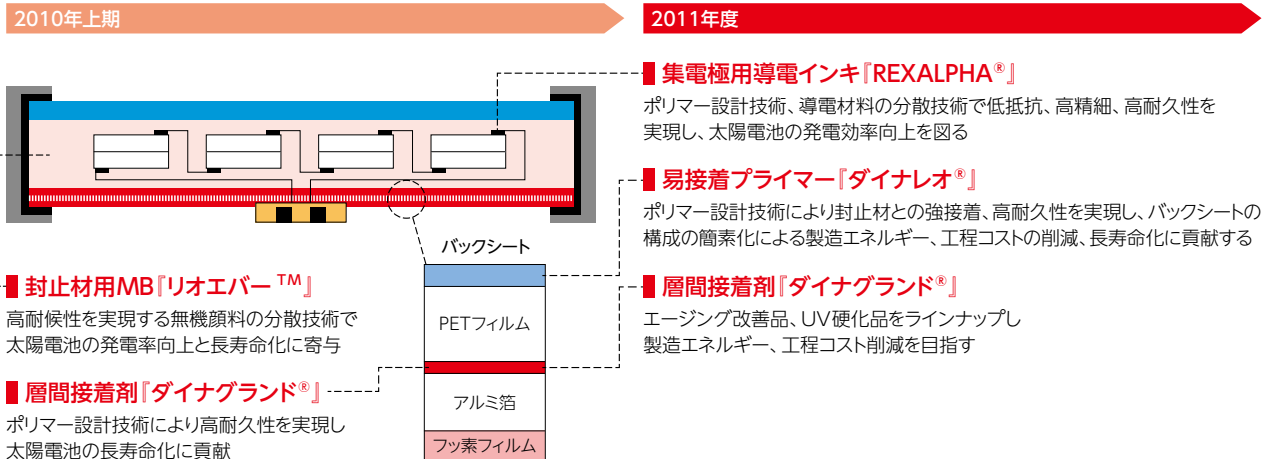 2010年上期
2011年度
集電極用導電インキ『REXALPHA®』
ポリマー設計技術、導電材料の分散技術で低抵抗、高精細、高耐久性を
実現し、太陽電池の発電効率向上を図る
易接着プライマー『ダイナレオ®』
ポリマー設計技術により封止材との強接着、高耐久性を実現し、バックシートの
構成の簡素化による製造エネルギー、工程コストの削減、長寿命化に貢献する
層間接着剤『ダイナグランド®』
エージング改善品、UV硬化品をラインナップし
製造エネルギー、工程コスト削減を目指す
封止材用MB『リオエバー™』
高耐候性を実現する無機顔料の分散技術で
太陽電池の発電率向上と長寿命化に寄与
層間接着剤『ダイナグランド®』
ポリマー設計技術により高耐久性を実現し
太陽電池の長寿命化に貢献
バックシート
PETフィルム
アルミ箔
フッ素フィルム